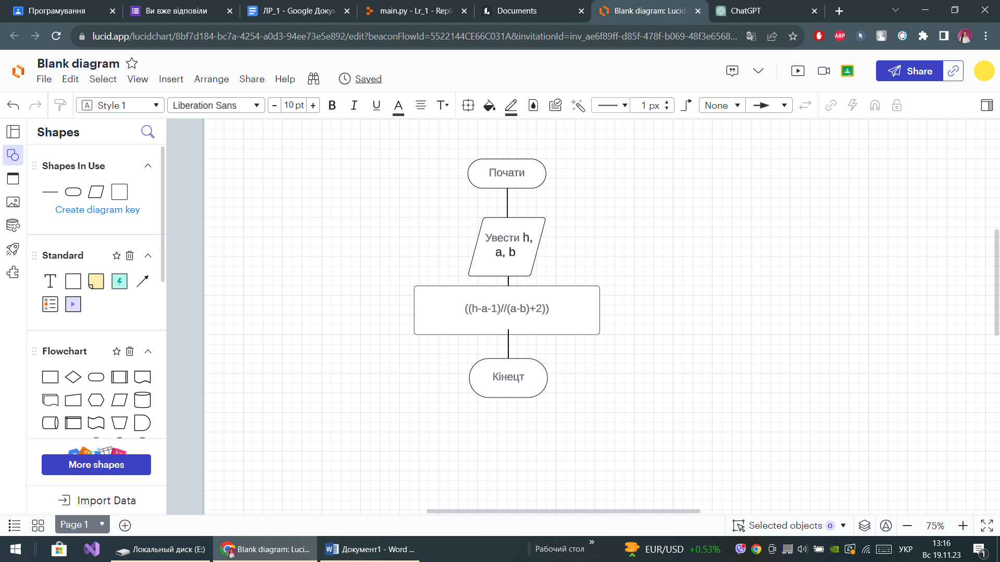 Програмування
Ви вже відповіли
ЛР_1 - Google Докум
main.py - Lr_1 - Repli
Documents
Blank diagram: Lucid
ChatGPT
lucid.app/lucidchart/8bf7d184-bc7a-4254-a0d3-94ee73e5e892/edit?beaconFlowId=5522144CE66C031A&invitationId=inv_ae6f89ff-d85f-478f-b069-48f3e6568...
ABP
Blank diagram
File Edit Select View Insert Arrange Share Help Saved
Share
Style 1 Liberation Sans - 10 pt + B I U A T 1 px None
Shapes
Shapes In Use
Create diagram key
Standard
Flowchart
More shapes
Import Data
Почати
Увести h,
a, b
((h-a-1)//(a-b)+2))
Кінецт
Page 1
Selected objects 0
75%
Локальный диск (E:)
Blank diagram: Luci...
Документ1 - Word ...
Рабочий стол
EUR/USD +0.53%
УКР
13:16
Вс 19.11.23
1